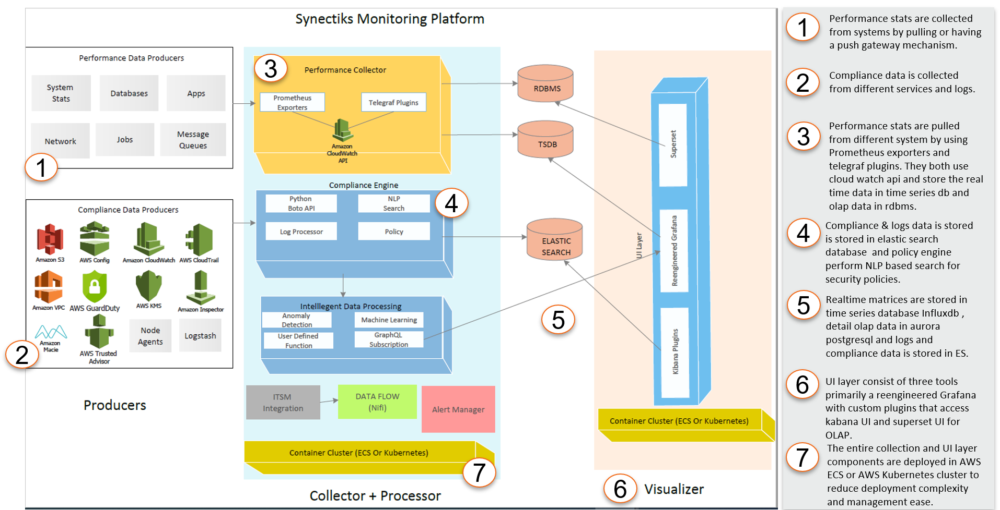 Synectiks Monitoring Platform
Performance Data Producers
System
Stats
Databases
Apps
Network
Jobs
Message
Queues
1
Compliance Data Producers
Amazon S3
AWS Config
Amazon CloudWatch
AWS CloudTrail
Amazon VPC
AWS GuardDuty
AWS KMS
Amazon Inspector
Amazon
Macie
AWS Trusted
Advisor
Node
Agents
Logstash
2
Producers
3
Performance Collector
Prometheus
Exporters
Telegraf Plugins
Amazon
CloudWatch
API
Compliance Engine
4
Python
Boto API
NLP
Search
Log Processor
Policy
Intelllegent Data Processing
Anomaly
Detection
Machine Learning
User Defined
Function
GraphQL
Subscription
ITSM
Integration
DATA FLOW
(Nifi)
Alert Manager
Container Cluster (ECS Or Kubernetes)
7
Collector + Processor
RDBMS
TSDB
ELASTIC
SEARCH
5
UI Layer
Superset
Reengineered Grafana
Kibana Plugins
Container Cluster (ECS Or Kubernetes)
6
Visualizer
1
Performance stats are collected
from systems by pulling or having
a push gateway mechanism.
2
Compliance data is collected
from different services and logs.
3
Performance stats are pulled
from different system by using
Prometheus exporters and
telegraf plugins. They both use
cloud watch api and store the real
time data in time series db and
olap data in rdbms.
4
Compliance & logs data is stored
is stored in elastic search
database and policy engine
perform NLP based search for
security policies.
5
Realtime matrices are stored in
time series database Influxdb ,
detail olap data in aurora
postgresql and logs and
compliance data is stored in ES.
6
UI layer consist of three tools
primarily a reengineered Grafana
with custom plugins that access
kabana UI and superset UI for
OLAP.
7
The entire collection and UI layer
components are deployed in AWS
ECS or AWS Kubernetes cluster to
reduce deployment complexity
and management ease.